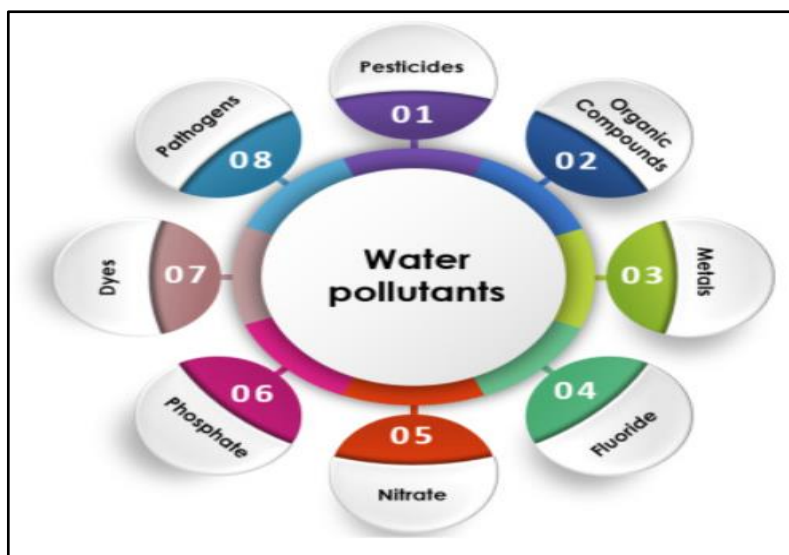 Water
pollutants
Pesticides
01
Organic
Compounds
02
Metals
03
Fluoride
04
Nitrate
05
Phosphate
06
Dyes
07
Pathogens
08